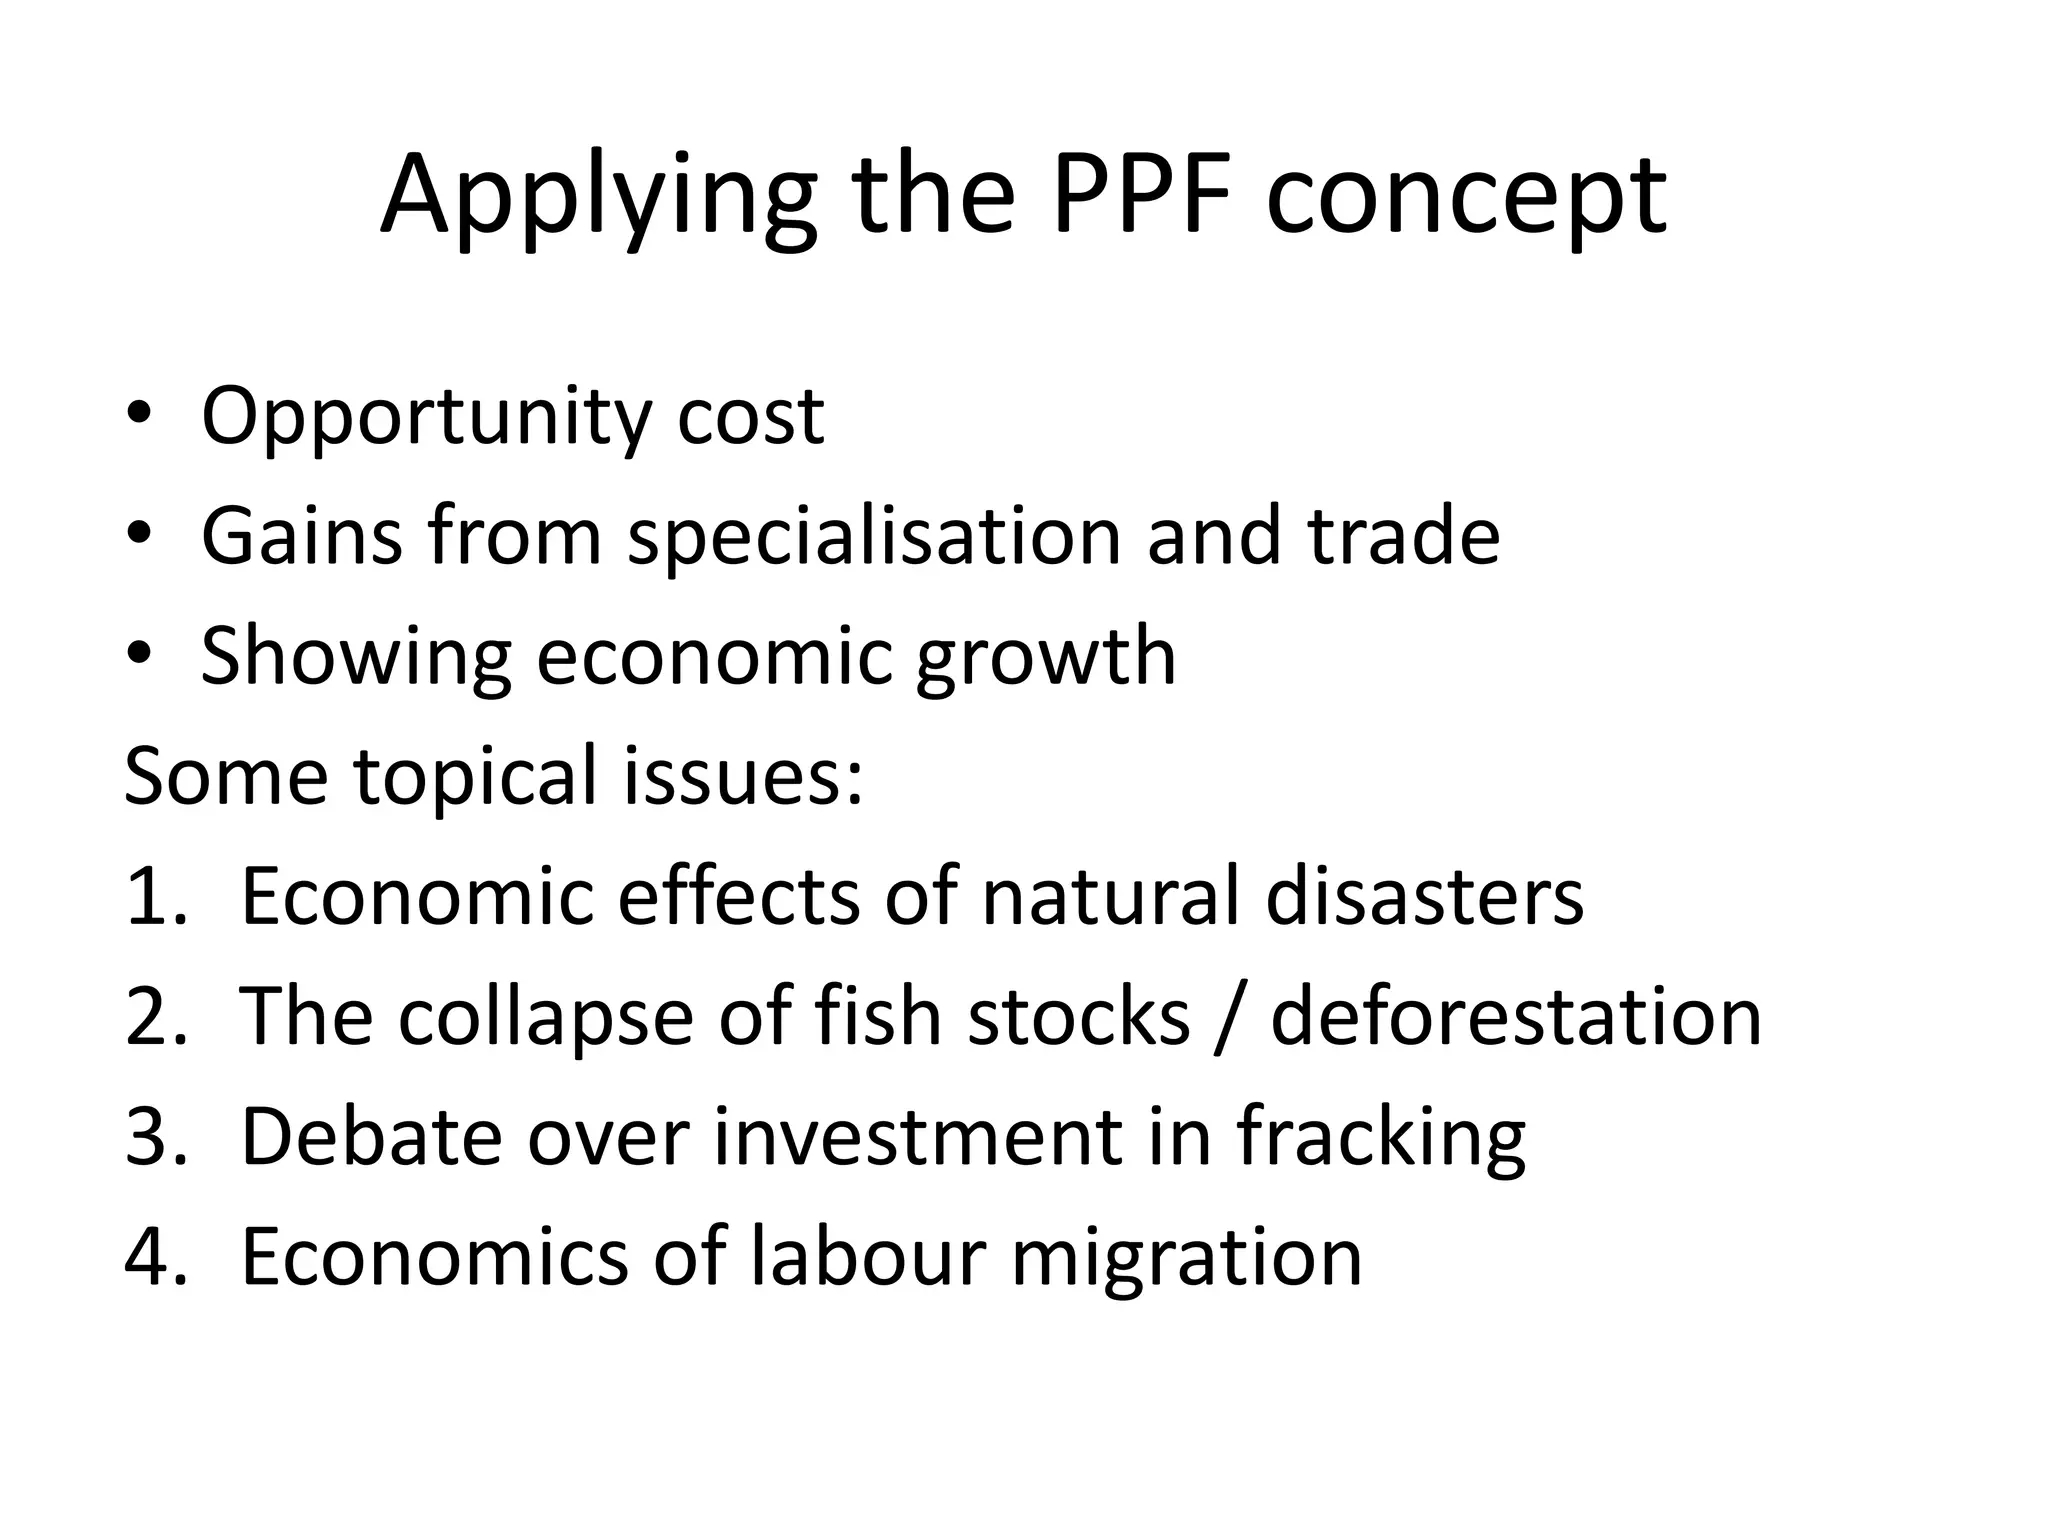 Applying the PPF concept
• Opportunity cost
• Gains from specialisation and trade
• Showing economic growth
Some topical issues:
1. Economic effects of natural disasters
2. The collapse of fish stocks / deforestation
3. Debate over investment in fracking
4. Economics of labour migration